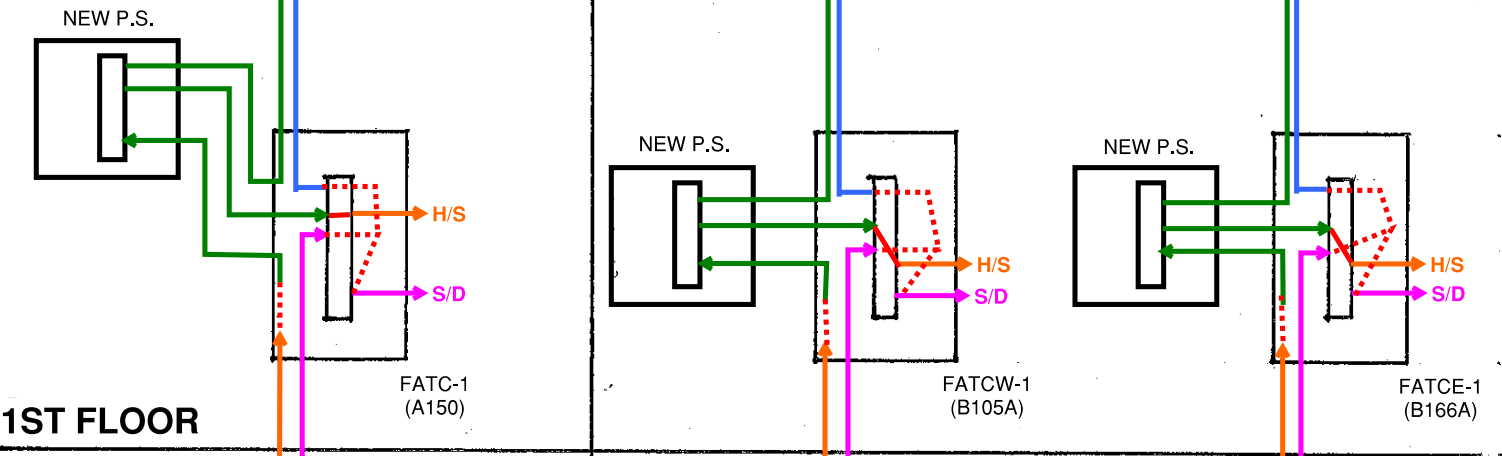 NEW P.S.
H/S
S/D
FATC-1
(A150)
NEW P.S.
H/S
S/D
FATCW-1
(B105A)
NEW P.S.
H/S
S/D
FATCE-1
(B166A)
1ST FLOOR